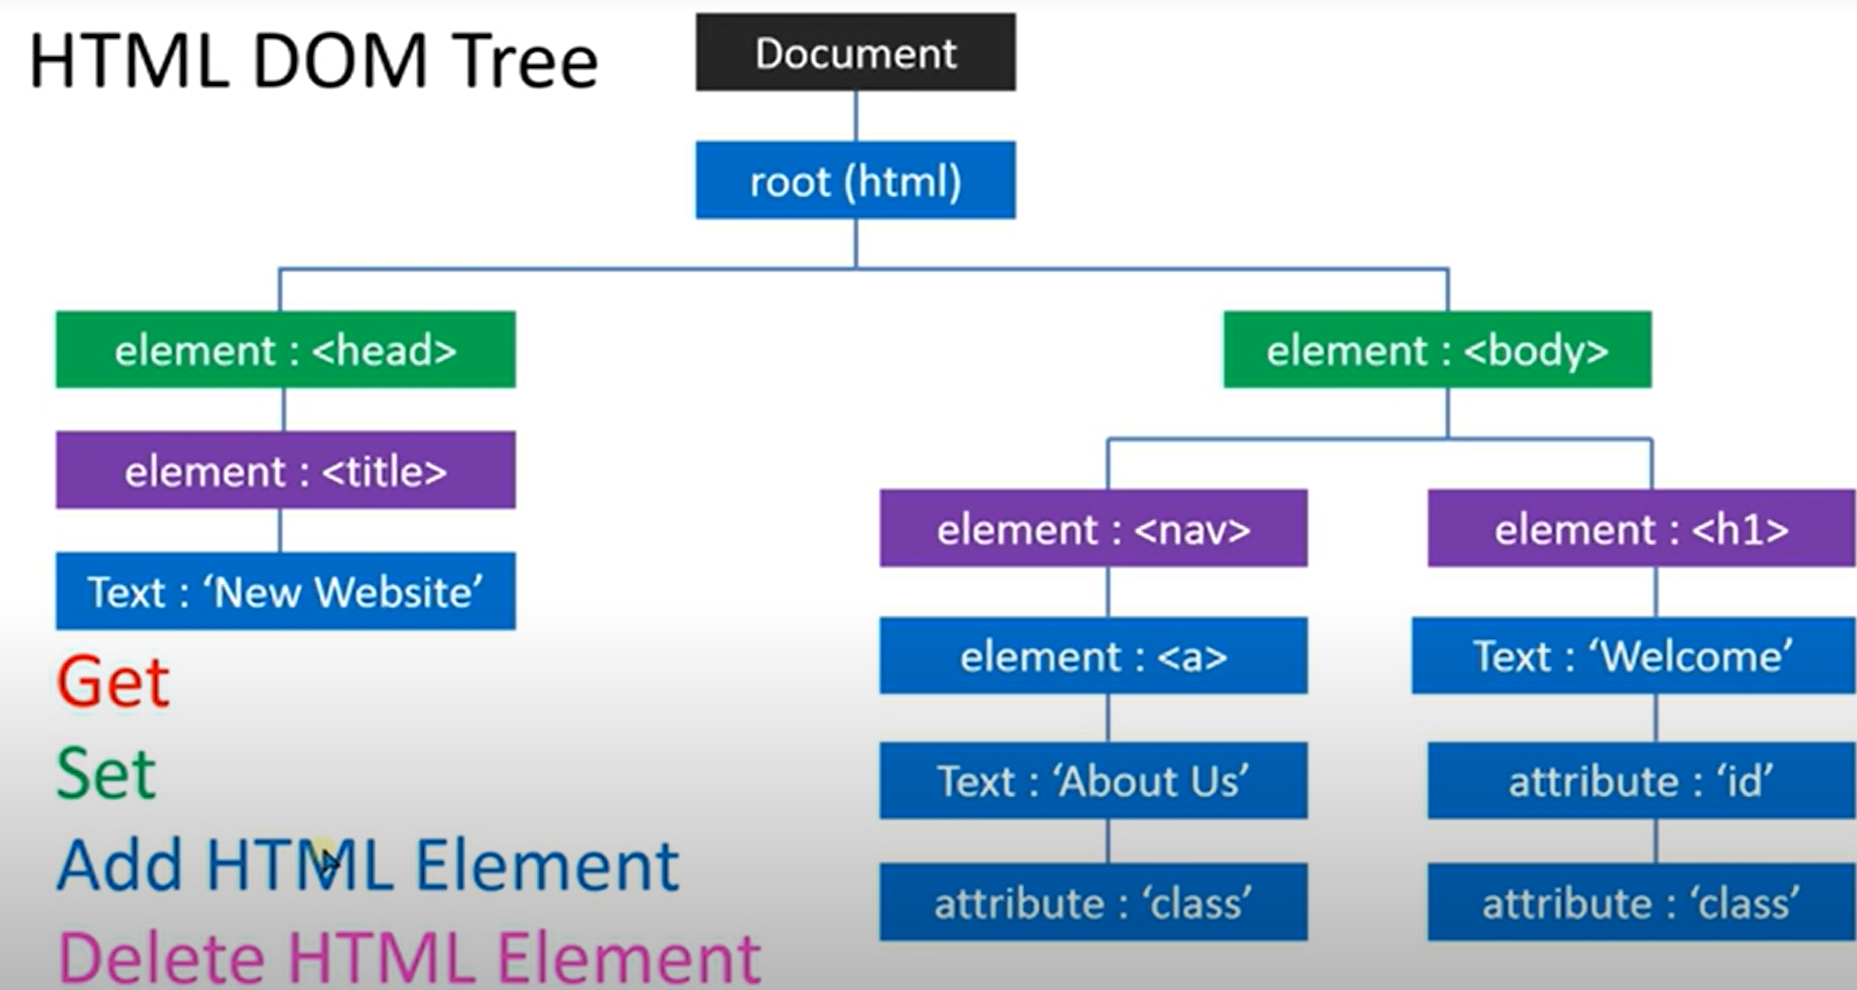 HTML DOM Tree
Document
root (html)
element : <head>
element : <body>
element : <title>
element : <nav>
element : <h1>
Text : ‘New Website’
element : <a>
Text : ‘Welcome’
Get
Text : ‘About Us’
attribute : ‘id’
Set
Add HTML Element
attribute : ‘class’
attribute : ‘class’
Delete HTML Element